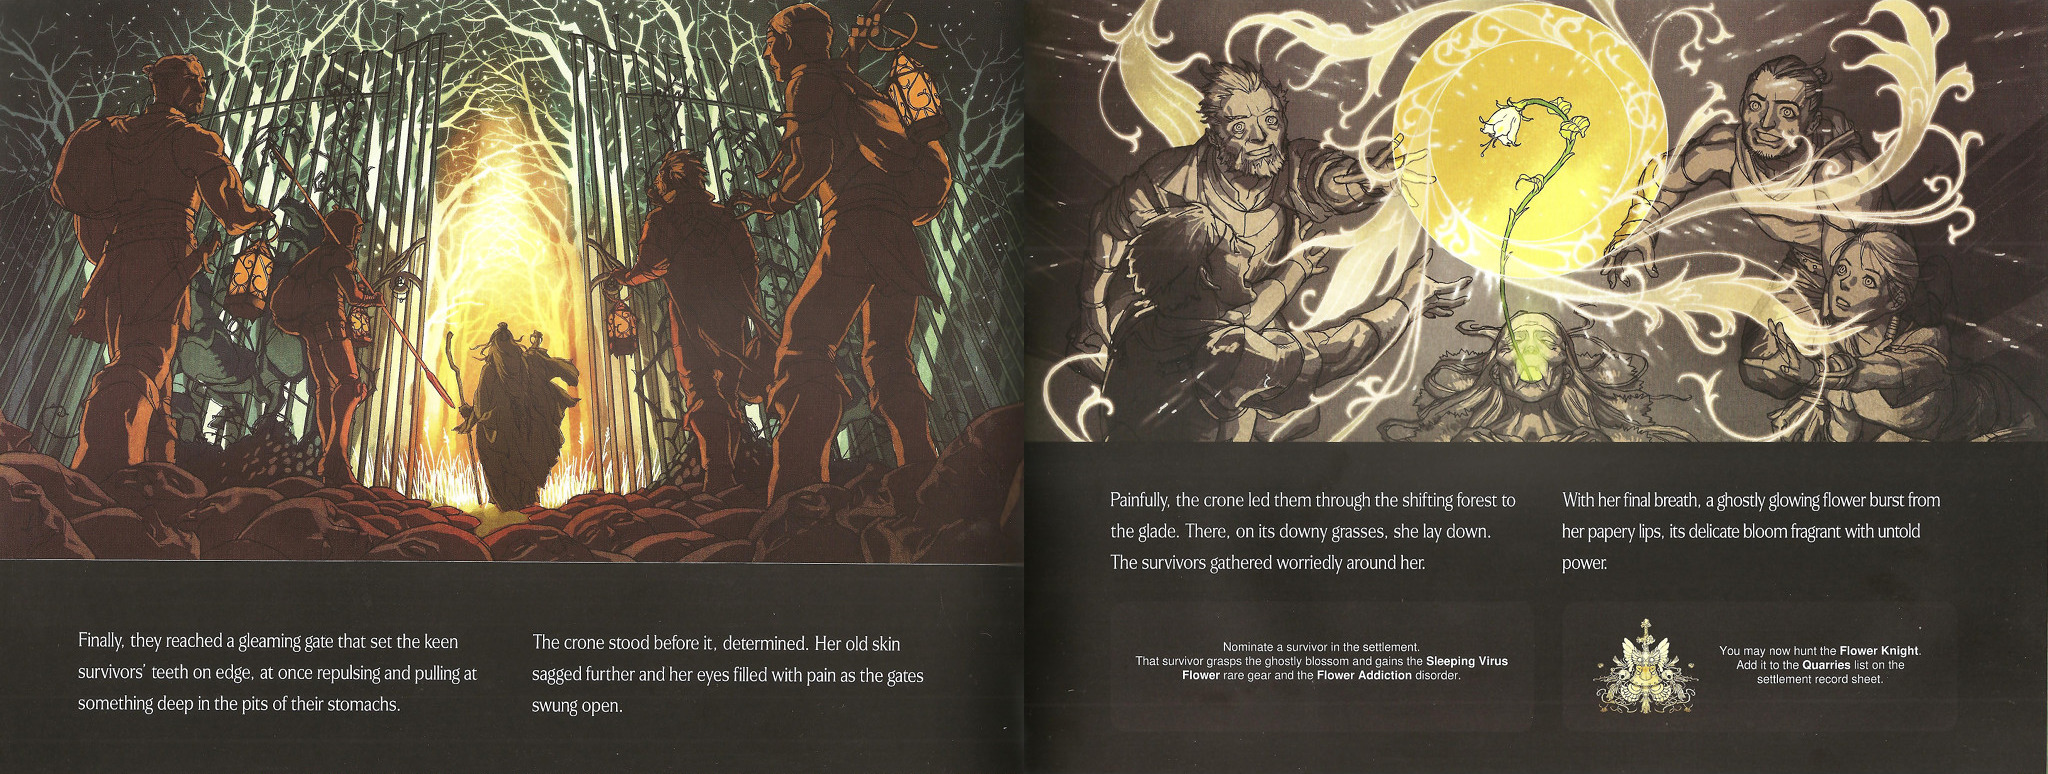 Finally, they reached a gleaming gate that set the keen
survivors' teeth on edge, at once repulsing and pulling at
something deep in the pits of their stomachs.
The crone stood before it, determined. Her old skin
sagged further and her eyes filled with pain as the gates
swung open.
Painfully, the crone led them through the shifting forest to
the glade. There, on its downy grasses, she lay down.
The survivors gathered worriedly around her.
With her final breath, a ghostly glowing flower burst from
her papery lips, its delicate bloom fragrant with untold
power.
Nominate a survivor in the settlement.
That survivor grasps the ghostly blossom and gains the Sleeping Virus
Flower rare gear and the Flower Addiction disorder.
You may now hunt the Flower Knight.
Add it to the Quarries list on the
settlement record sheet.